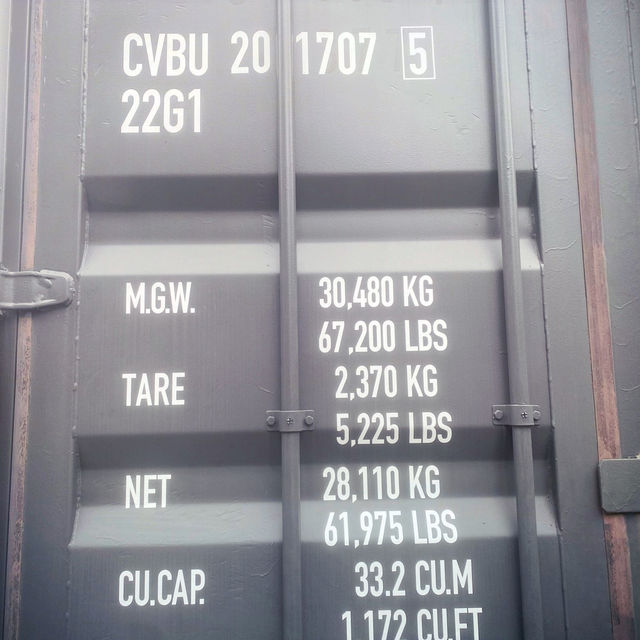 CVBU 20 1707 5
22G1
M.G.W. 30,480 KG
67,200 LBS
TARE 2,370 KG
5,225 LBS
NET 28,110 KG
61,975 LBS
CU.CAP. 33.2 CU.M
1,172 CU.FT